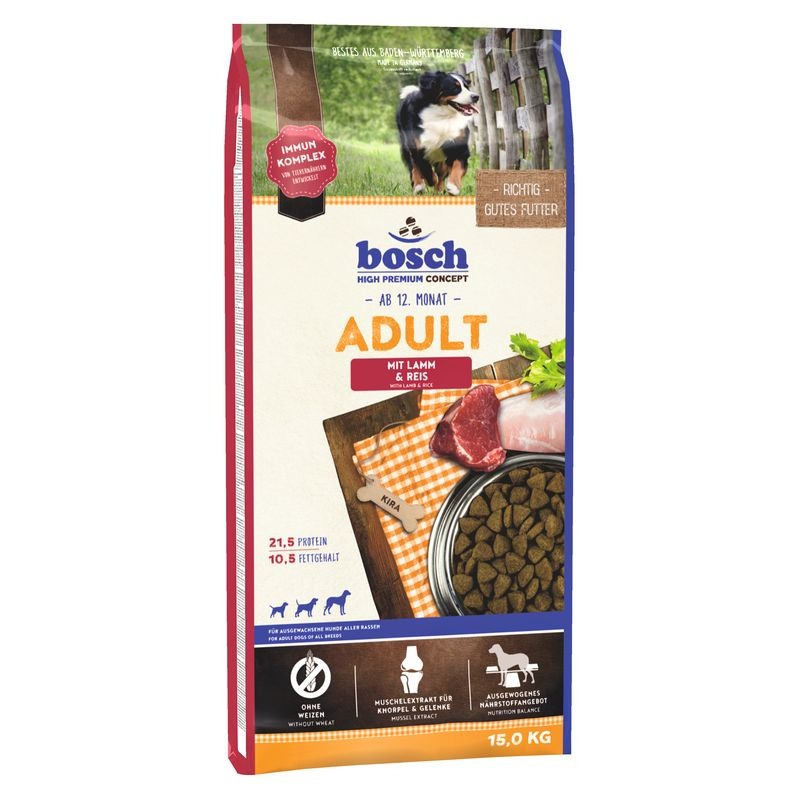 BESTES AUS BADEN-WÜRTTEMBERG
MADE IN GERMANY
IMMUN
KOMPLEX
VON TIERERNÄHRERN
ENTWICKELT
- RICHTIG -
GUTES FUTTER
bosch
HIGH PREMIUM CONCEPT
- AB 12. MONAT -
ADULT
MIT LAMM
& REIS
WITH LAMB & RICE
KIRA
21,5 PROTEIN
10,5 FETTGEHALT
FÜR AUSGEWACHSENE HUNDE ALLER RASSEN
FOR ADULT DOGS OF ALL BREEDS
OHNE
WEIZEN
WITHOUT WHEAT
MUSCHELEXTRAKT FÜR
KNORPEL & GELENKE
MUSSEL EXTRACT
AUSGEWOGENES
NÄHRSTOFFANGEBOT
NUTRITION BALANCE
15,0 KG